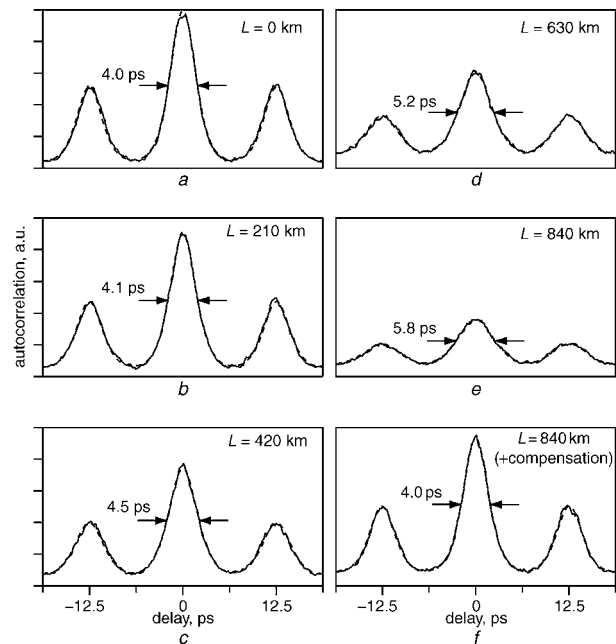 L = 0 km
4.0 ps
a
L = 630 km
5.2 ps
d
autocorrelation, a.u.
L = 210 km
4.1 ps
b
L = 840 km
5.8 ps
e
L = 420 km
4.5 ps
−12.5 0 12.5
delay, ps
c
L = 840 km
(+compensation)
4.0 ps
−12.5 0 12.5
delay, ps
f